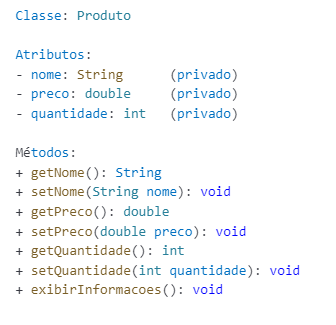 Classe: Produto
Atributos:
- nome: String (privado)
- preco: double (privado)
- quantidade: int (privado)
Métodos:
+ getNome(): String
+ setNome(String nome): void
+ getPreco(): double
+ setPreco(double preco): void
+ getQuantidade(): int
+ setQuantidade(int quantidade): void
+ exibirInformacoes(): void